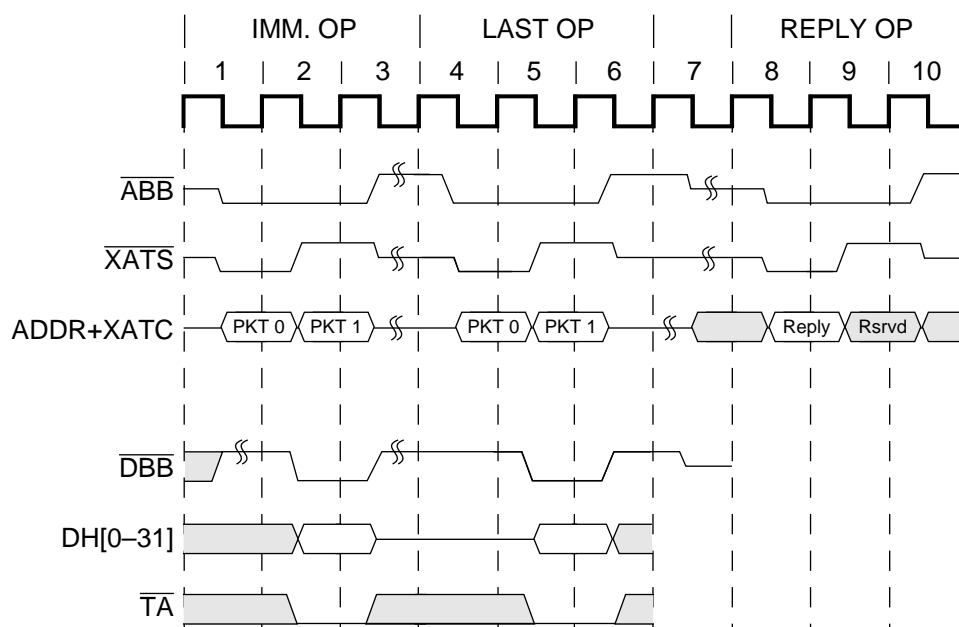 IMM. OP LAST OP REPLY OP
1 2 3 4 5 6 7 8 9 10
ABB
XATS
ADDR+XATC PKT 0 PKT 1 PKT 0 PKT 1 Reply Rsrvd
DBB
DH[0–31]
TA